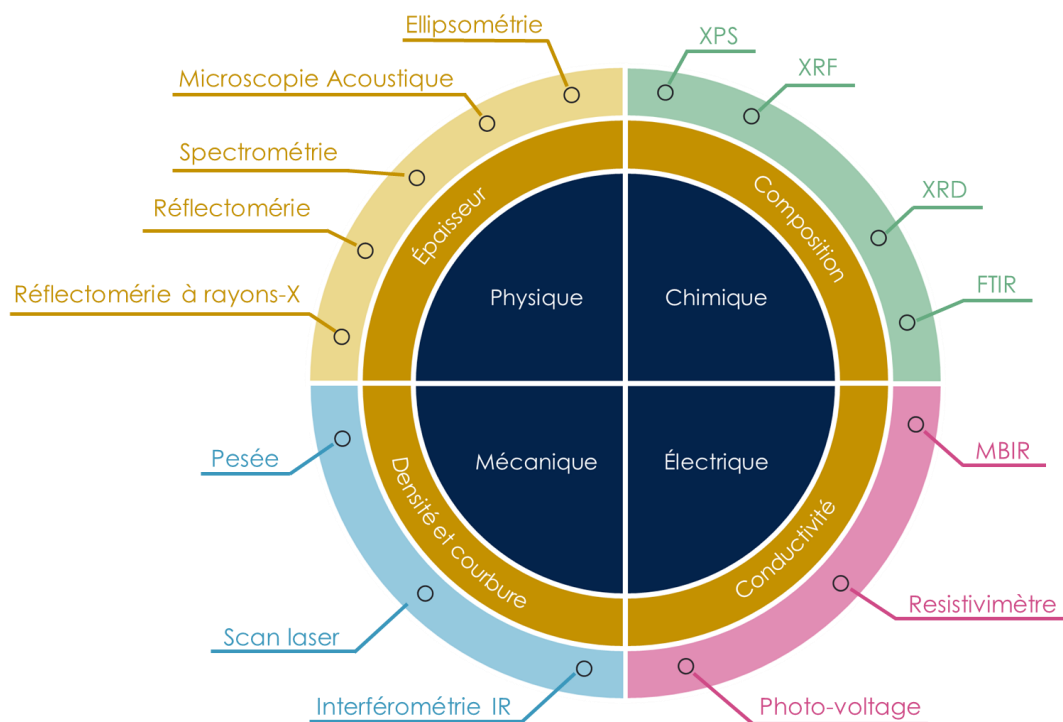 Ellipsométrie
Microscopie Acoustique
Spectrométrie
Réflectomérie
Réflectomérie à rayons-X
XPS
XRF
XRD
FTIR
Épaisseur
Composition
Physique
Chimique
Mécanique
Électrique
Densité et courbure
Conductivité
Pesée
Scan laser
Interférométrie IR
MBIR
Resistivimètre
Photo-voltage